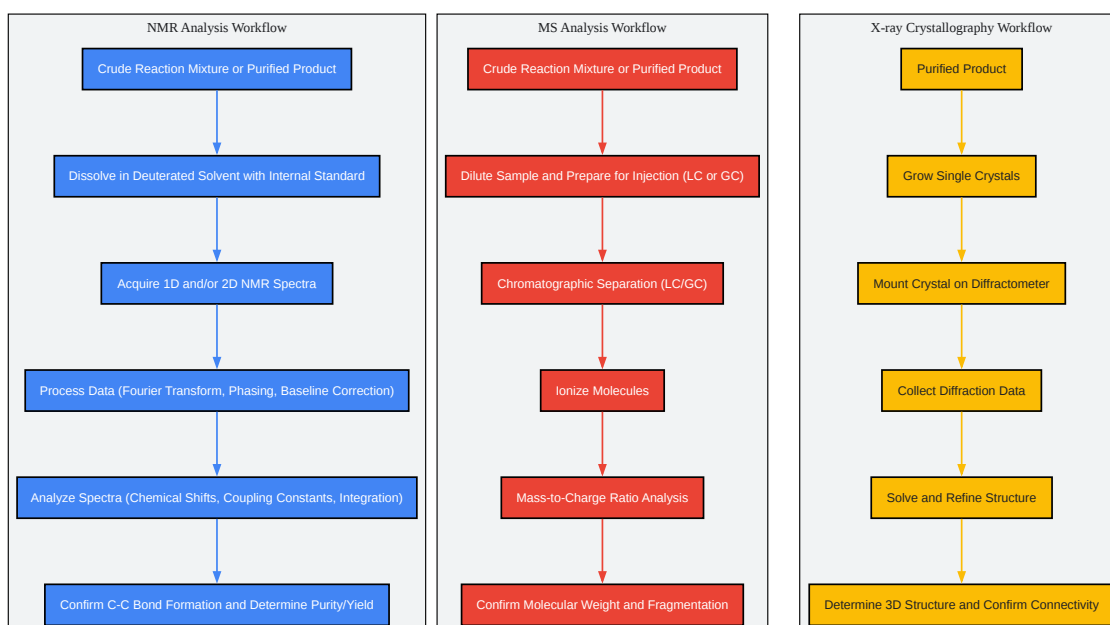 NMR Analysis Workflow
Crude Reaction Mixture or Purified Product
Dissolve in Deuterated Solvent with Internal Standard
Acquire 1D and/or 2D NMR Spectra
Process Data (Fourier Transform, Phasing, Baseline Correction)
Analyze Spectra (Chemical Shifts, Coupling Constants, Integration)
Confirm C-C Bond Formation and Determine Purity/Yield
MS Analysis Workflow
Crude Reaction Mixture or Purified Product
Dilute Sample and Prepare for Injection (LC or GC)
Chromatographic Separation (LC/GC)
Ionize Molecules
Mass-to-Charge Ratio Analysis
Confirm Molecular Weight and Fragmentation
X-ray Crystallography Workflow
Purified Product
Grow Single Crystals
Mount Crystal on Diffractometer
Collect Diffraction Data
Solve and Refine Structure
Determine 3D Structure and Confirm Connectivity